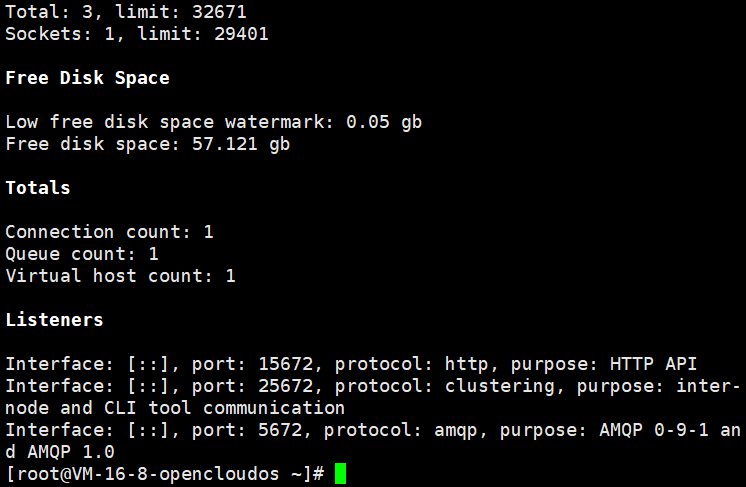 Total: 3, limit: 32671
Sockets: 1, limit: 29401
Free Disk Space
Low free disk space watermark: 0.05 gb
Free disk space: 57.121 gb
Totals
Connection count: 1
Queue count: 1
Virtual host count: 1
Listeners
Interface: [::], port: 15672, protocol: http, purpose: HTTP API
Interface: [::], port: 25672, protocol: clustering, purpose: inter-
node and CLI tool communication
Interface: [::], port: 5672, protocol: amqp, purpose: AMQP 0-9-1 an
d AMQP 1.0
[root@VM-16-8-opencloudos ~]#